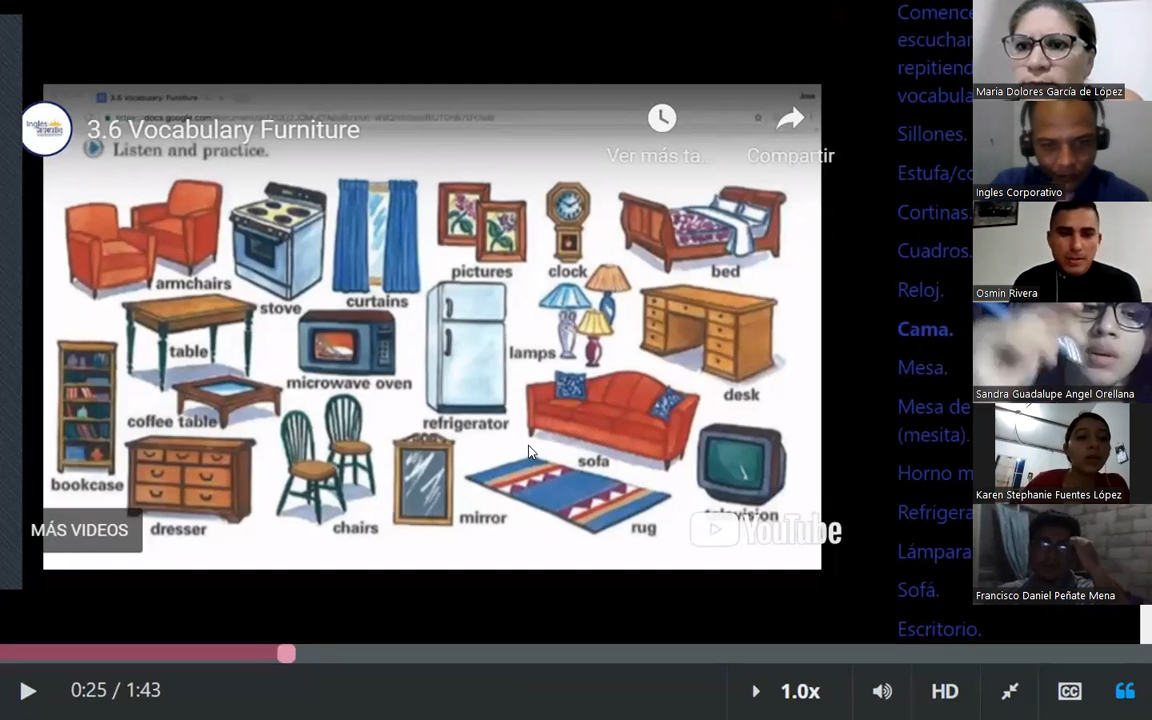 3.6 Vocabulary Furniture
Listen and practice.
Ver más ta...
Compartir
armchairs
stove
curtains
pictures
clock
bed
table
microwave oven
refrigerator
lamps
desk
coffee table
bookcase
dresser
chairs
mirror
sofa
rug
television
MÁS VIDEOS
YouTube
Comence
escuchar
repitiend
vocabula
Sillones.
Estufa/co
Cortinas.
Cuadros.
Reloj.
Cama.
Mesa.
Mesa de
(mesita).
Horno m
Refrigera
Lámpara
Sofá.
Escritorio.
Maria Dolores García de López
Ingles Corporativo
Osmin Rivera
Sandra Guadalupe Angel Orellana
Karen Stephanie Fuentes López
Francisco Daniel Peñate Mena
0:25 / 1:43
1.0x
HD
CC